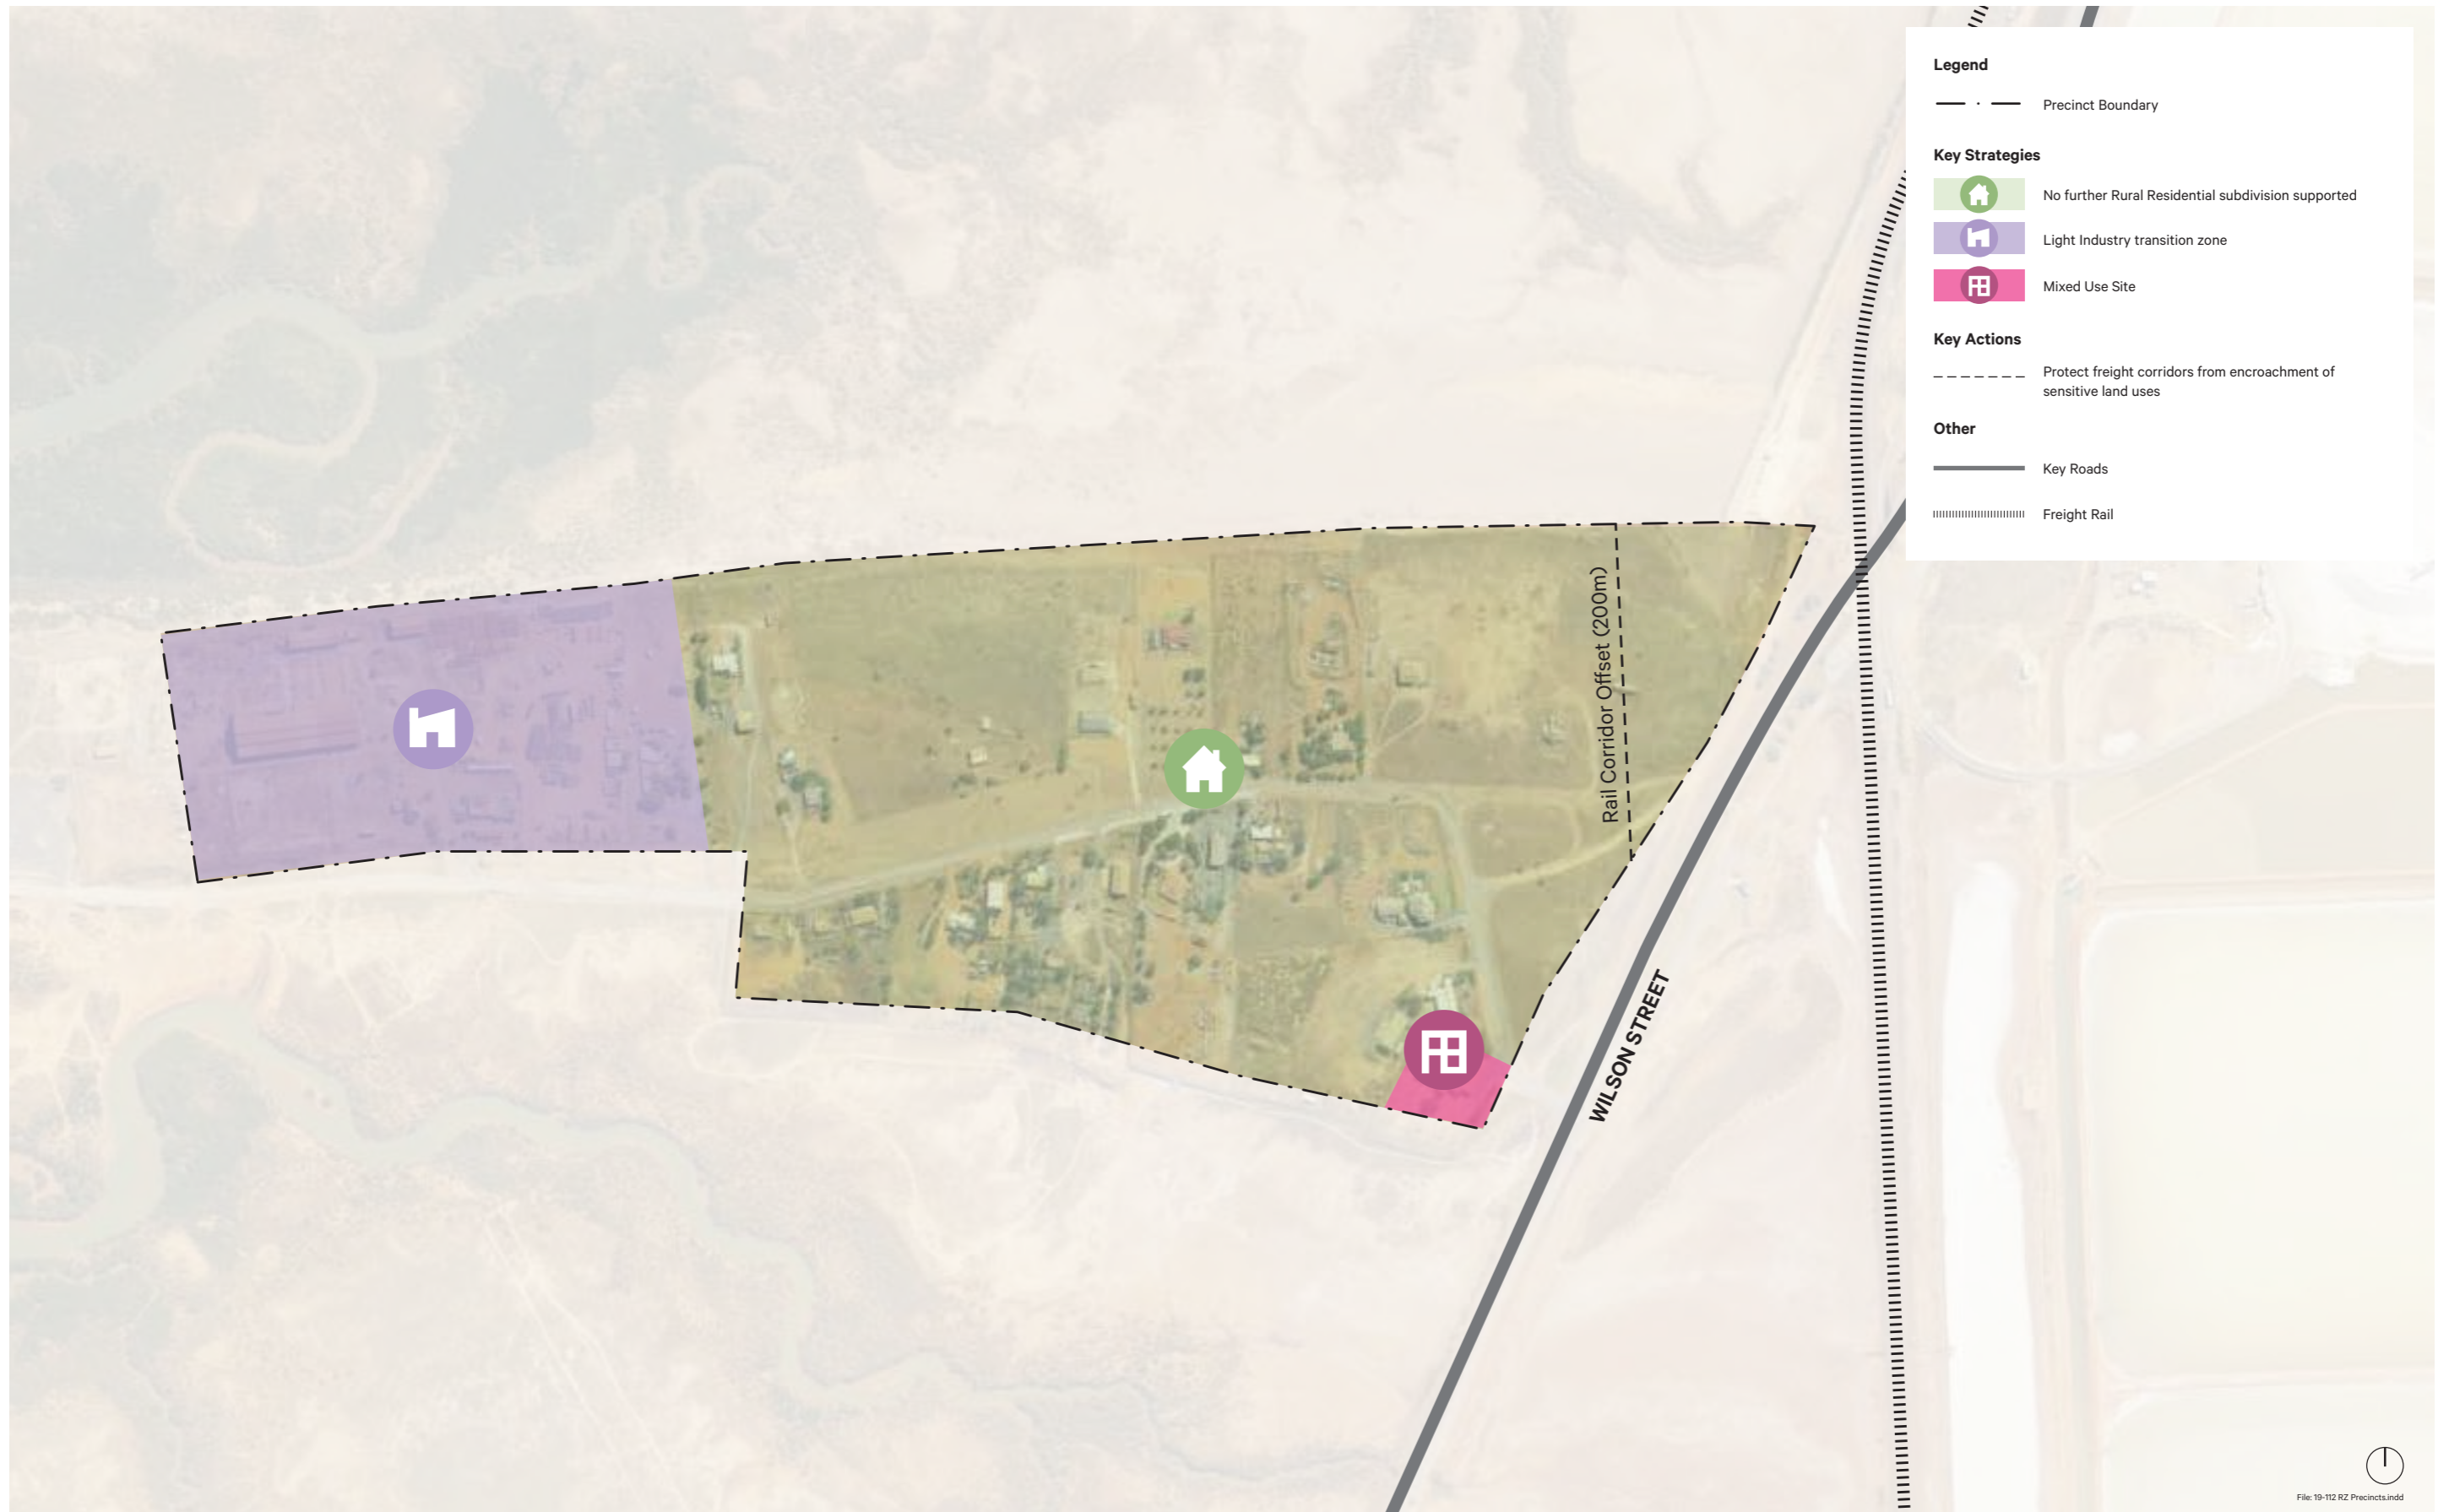 Legend
Precinct Boundary
Key Strategies
No further Rural Residential subdivision supported
Light Industry transition zone
Mixed Use Site
Key Actions
Protect freight corridors from encroachment of
sensitive land uses
Other
Key Roads
Freight Rail
Rail Corridor Offset (200m)
WILSON STREET
File: 19-112 RZ Precincts.indd